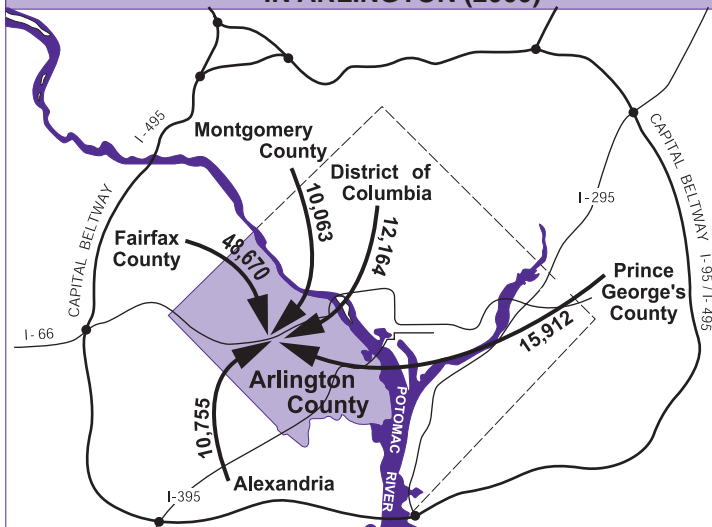 I-495
Montgomery
County
District of
Columbia
10,063
12,164
CAPITAL BELTWAY
I-295
Fairfax
County
48,670
CAPITAL BELTWAY
I-95 / I-495
Prince
George's
County
15,912
I-66
Arlington
County
10,755
POTOMAC
RIVER
Alexandria
I-395